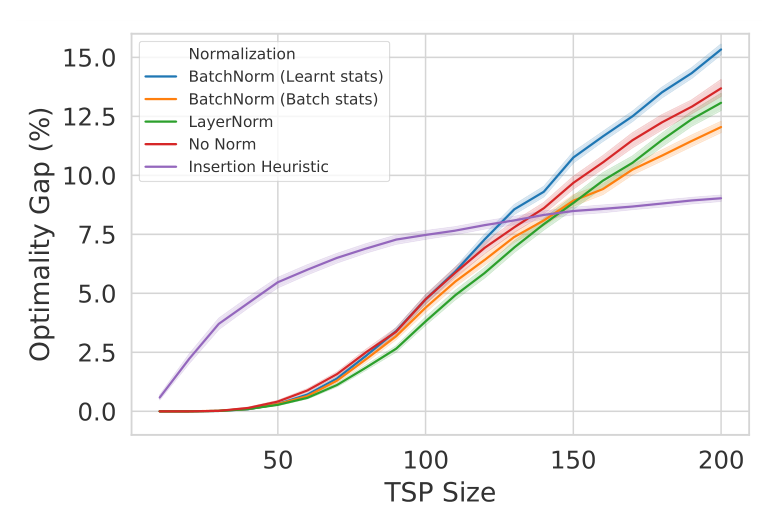 Normalization
BatchNorm (Learnt stats)
BatchNorm (Batch stats)
LayerNorm
No Norm
Insertion Heuristic
Optimality Gap (%)
15.0
12.5
10.0
7.5
5.0
2.5
0.0
50 100 150 200
TSP Size